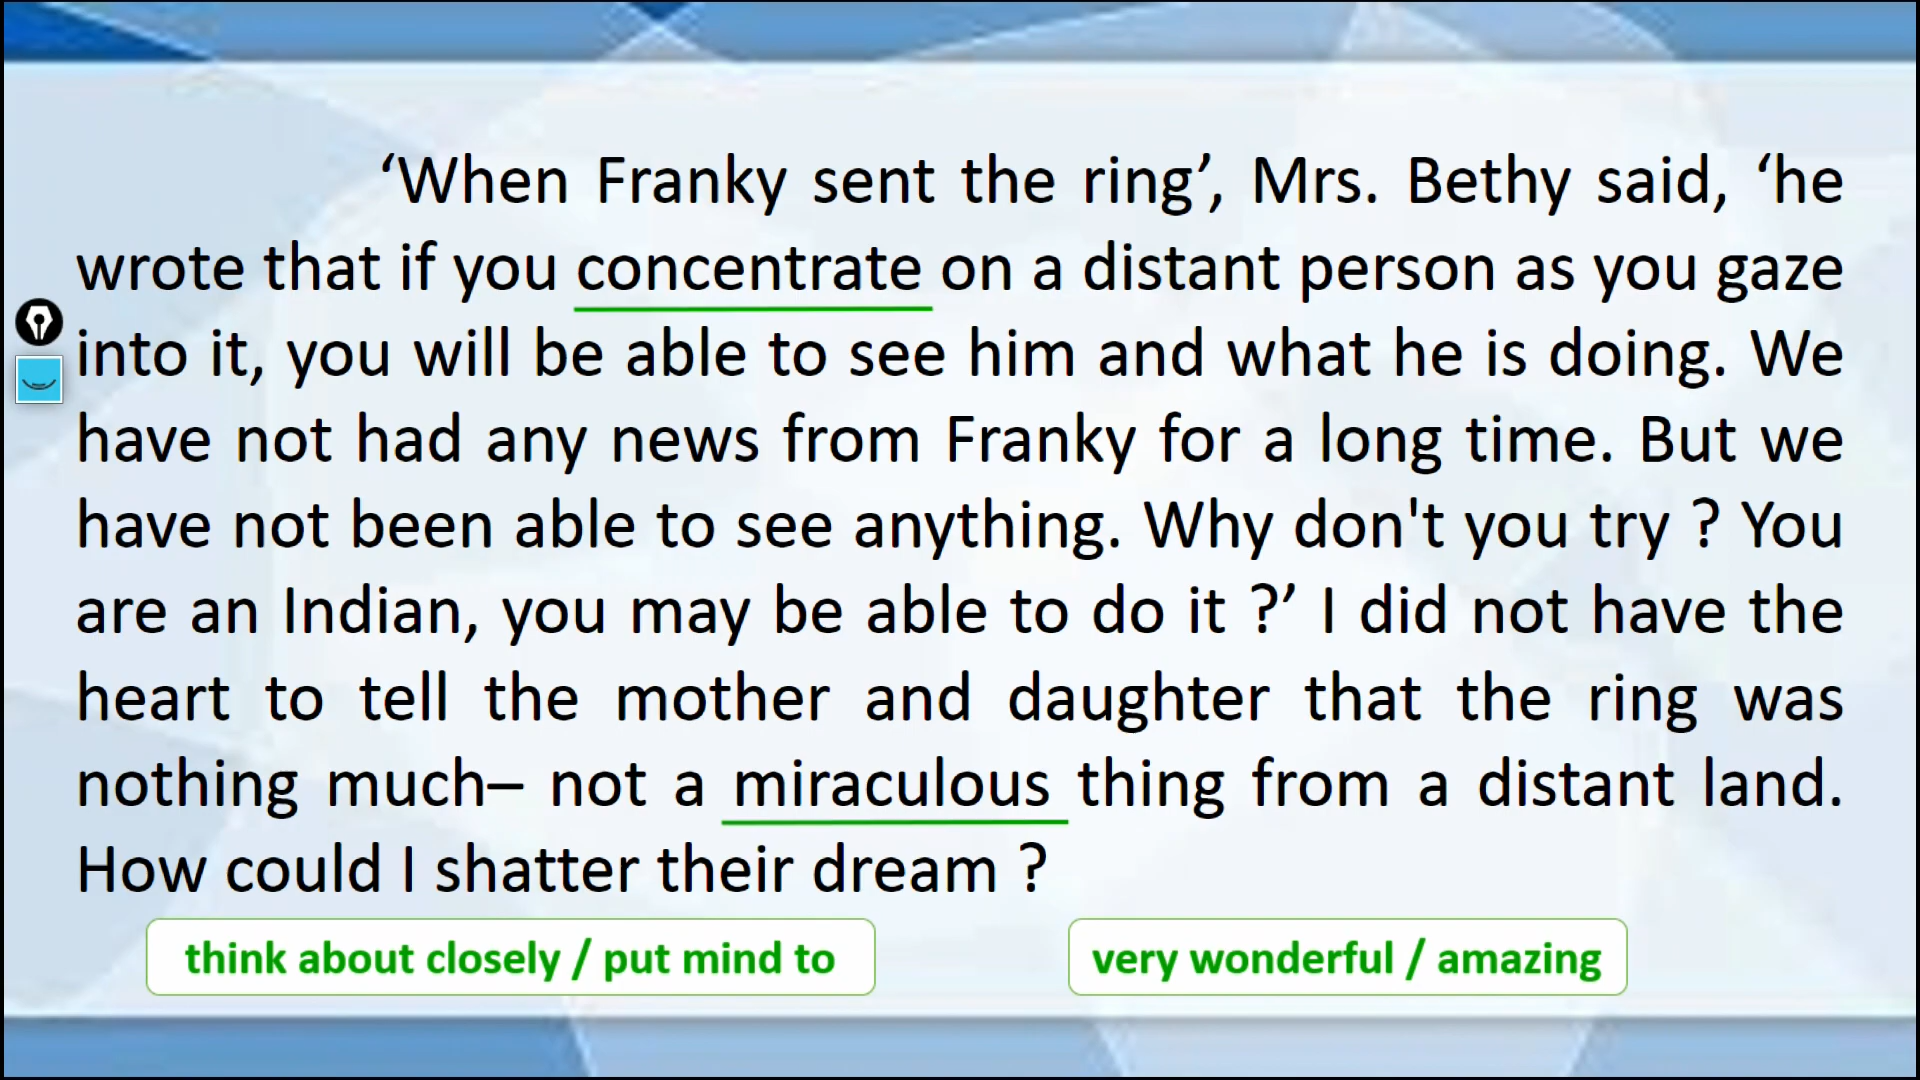 ‘When Franky sent the ring’, Mrs. Bethy said, ‘he
wrote that if you concentrate on a distant person as you gaze
into it, you will be able to see him and what he is doing. We
have not had any news from Franky for a long time. But we
have not been able to see anything. Why don't you try ? You
are an Indian, you may be able to do it ?’ I did not have the
heart to tell the mother and daughter that the ring was
nothing much– not a miraculous thing from a distant land.
How could I shatter their dream ?
think about closely / put mind to
very wonderful / amazing